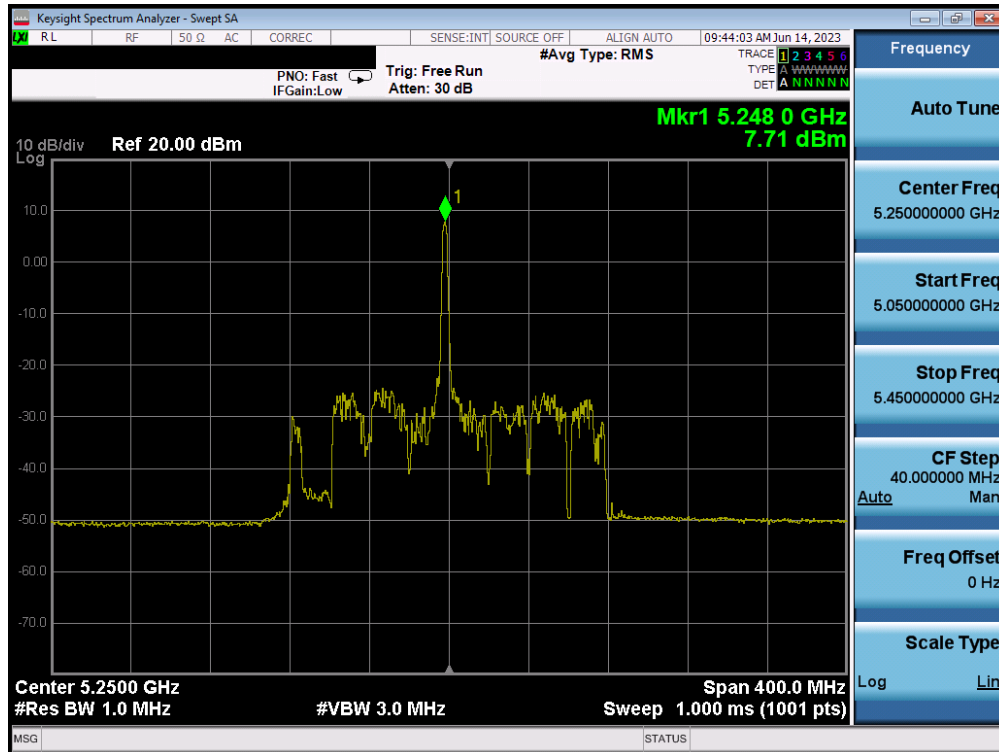 Keysight Spectrum Analyzer - Swept SA
LXI RL RF 50 Ω AC CORREC SENSE:INT SOURCE OFF ALIGN AUTO 09:44:03 AM Jun 14, 2023
#Avg Type: RMS
TRACE 1 2 3 4 5 6
TYPE A WWWWW
DET A N N N N N
PNO: Fast
IFGain:Low
Trig: Free Run
Atten: 30 dB
Mkr1 5.248 0 GHz
7.71 dBm
10 dB/div
Log
Ref 20.00 dBm
1
10.0
0.00
-10.0
-20.0
-30.0
-40.0
-50.0
-60.0
-70.0
Center 5.2500 GHz
Span 400.0 MHz
#Res BW 1.0 MHz
#VBW 3.0 MHz
Sweep 1.000 ms (1001 pts)
MSG
STATUS
Frequency
Auto Tune
Center Freq
5.250000000 GHz
Start Freq
5.050000000 GHz
Stop Freq
5.450000000 GHz
CF Step
40.000000 MHz
Auto Man
Freq Offset
0 Hz
Scale Type
Log Lin